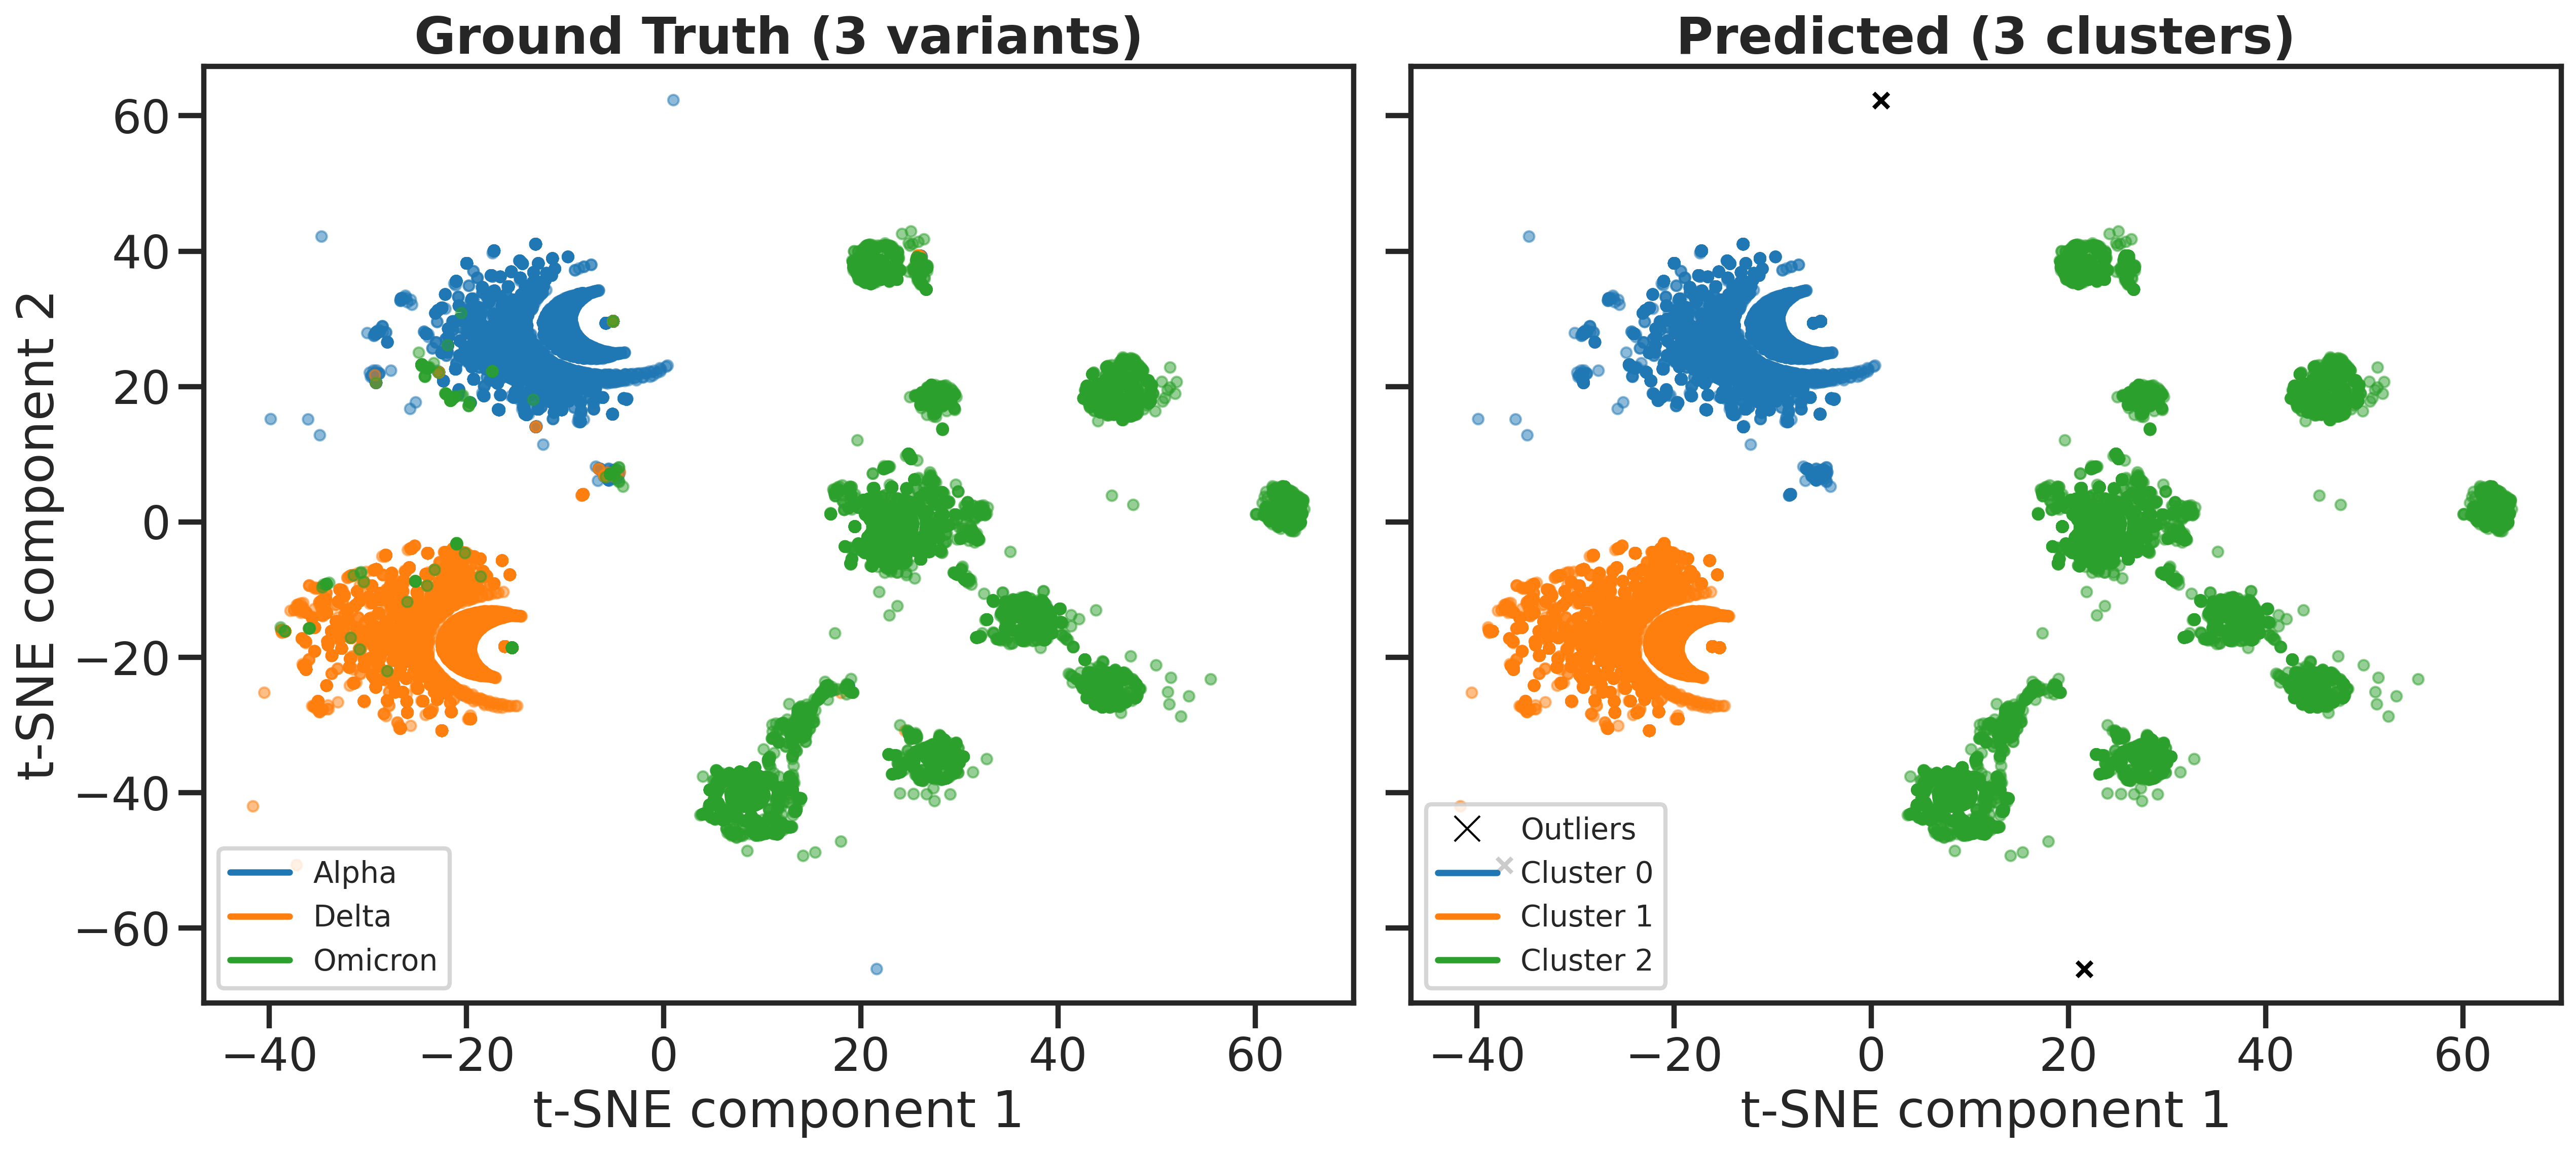 Ground Truth (3 variants)
Predicted (3 clusters)
t-SNE component 2
60
40
20
0
−20
−40
−60
Alpha
Delta
Omicron
Outliers
Cluster 0
Cluster 1
Cluster 2
−40 −20 0 20 40 60
−40 −20 0 20 40 60
t-SNE component 1
t-SNE component 1